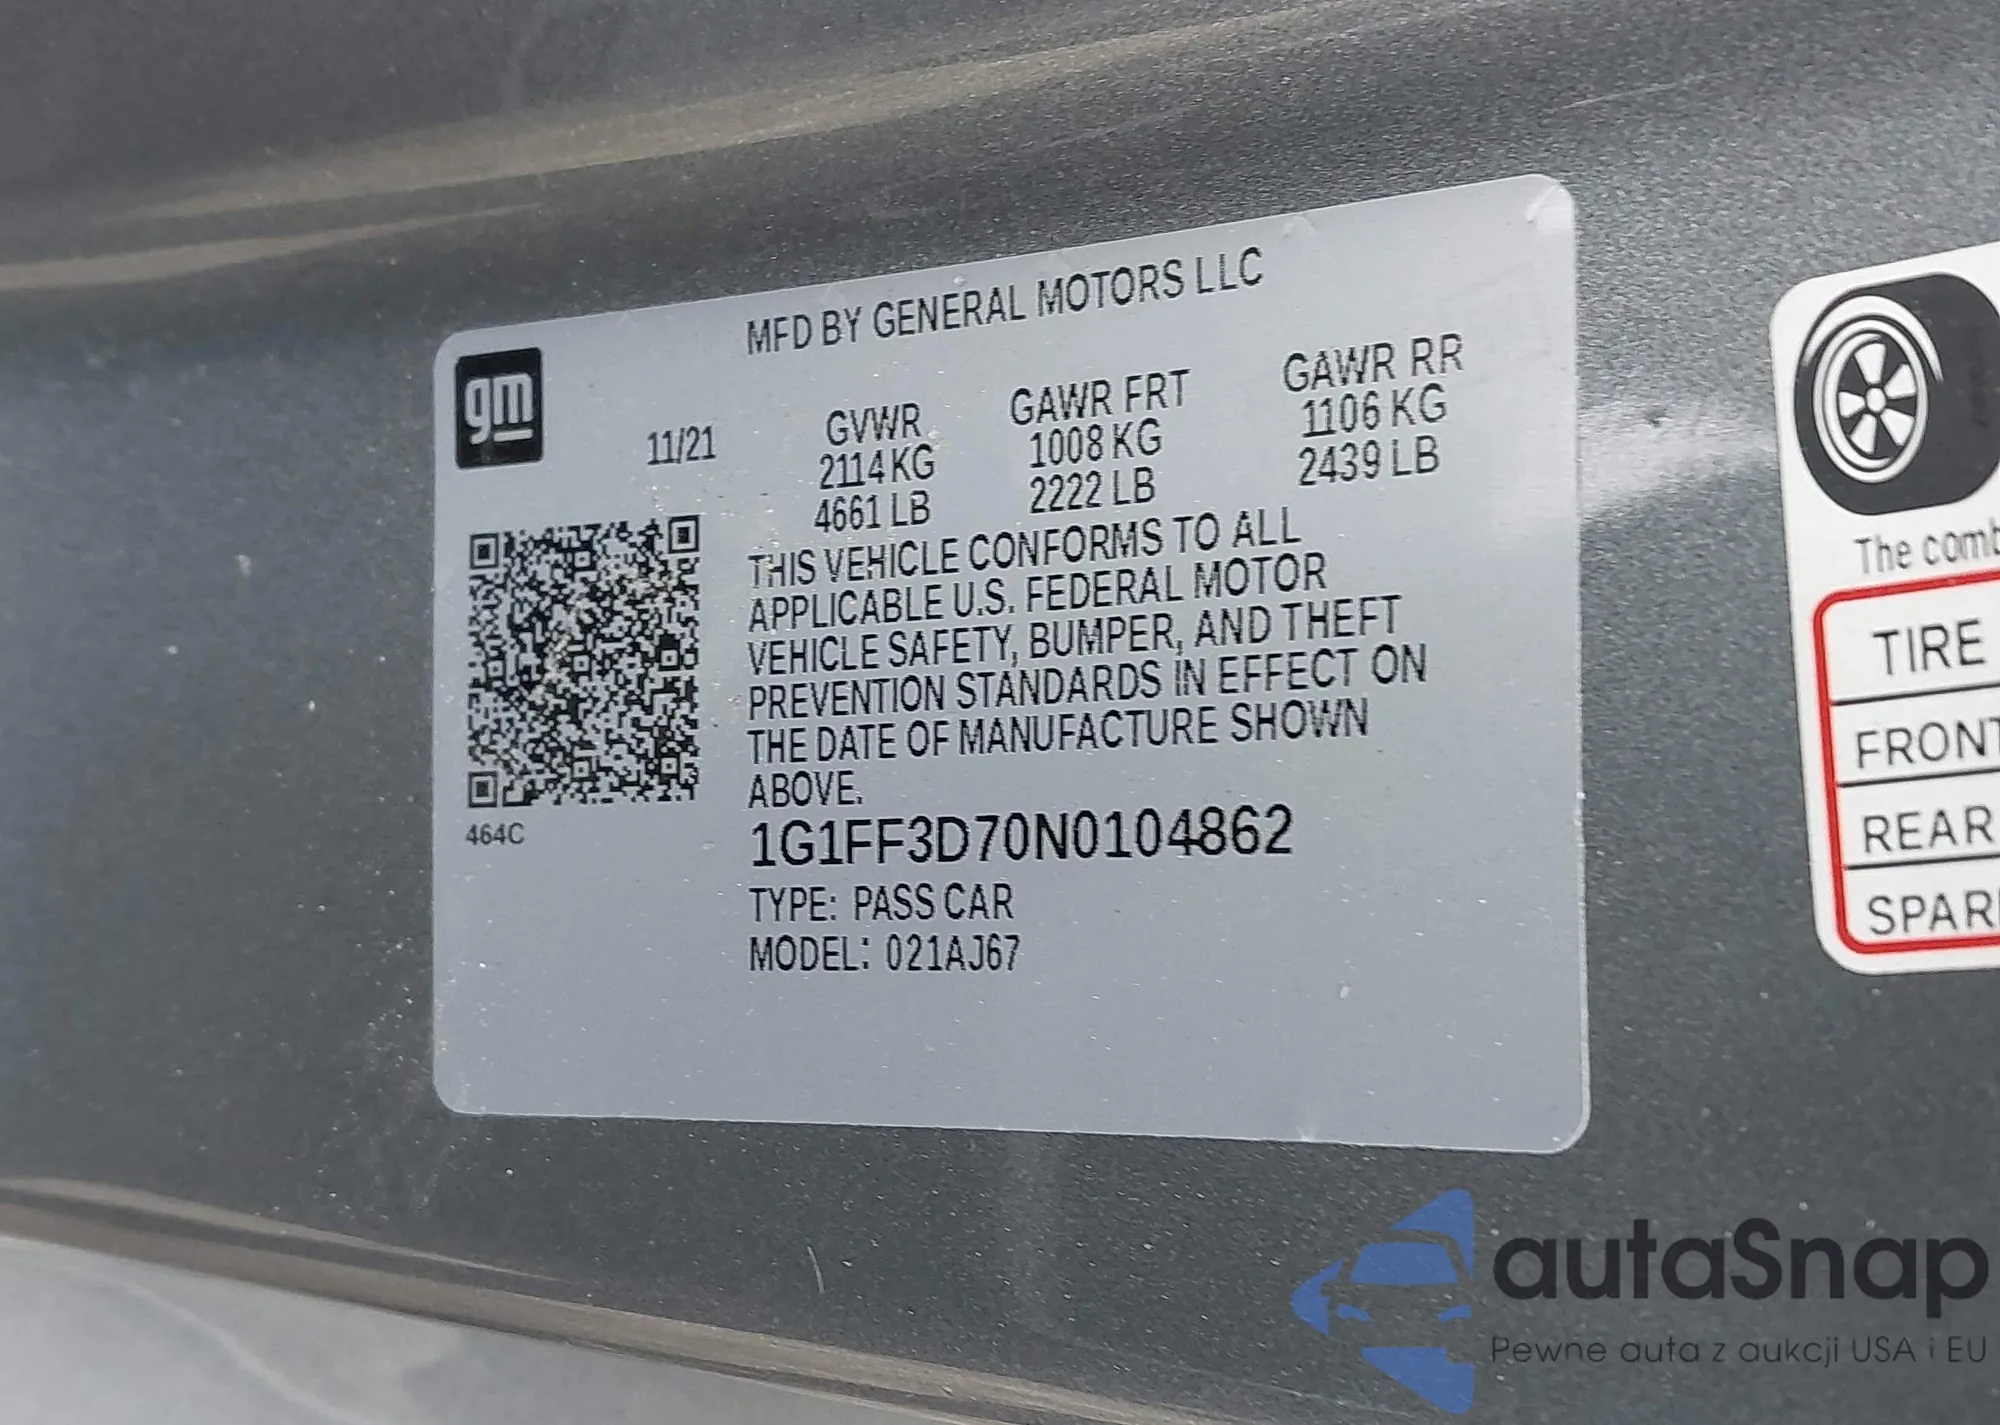 MFD BY GENERAL MOTORS LLC
gm
11/21
GVWR
2114 KG
4661 LB
GAWR FRT
1008 KG
2222 LB
GAWR RR
1106 KG
2439 LB
THIS VEHICLE CONFORMS TO ALL
APPLICABLE U.S. FEDERAL MOTOR
VEHICLE SAFETY, BUMPER, AND THEFT
PREVENTION STANDARDS IN EFFECT ON
THE DATE OF MANUFACTURE SHOWN
ABOVE.
464C
1G1FF3D70N0104862
TYPE: PASS CAR
MODEL: 021AJ67
The comb
TIRE
FRONT
REAR
SPAR
autaSnap
Pewne auta z aukcji USA i EU